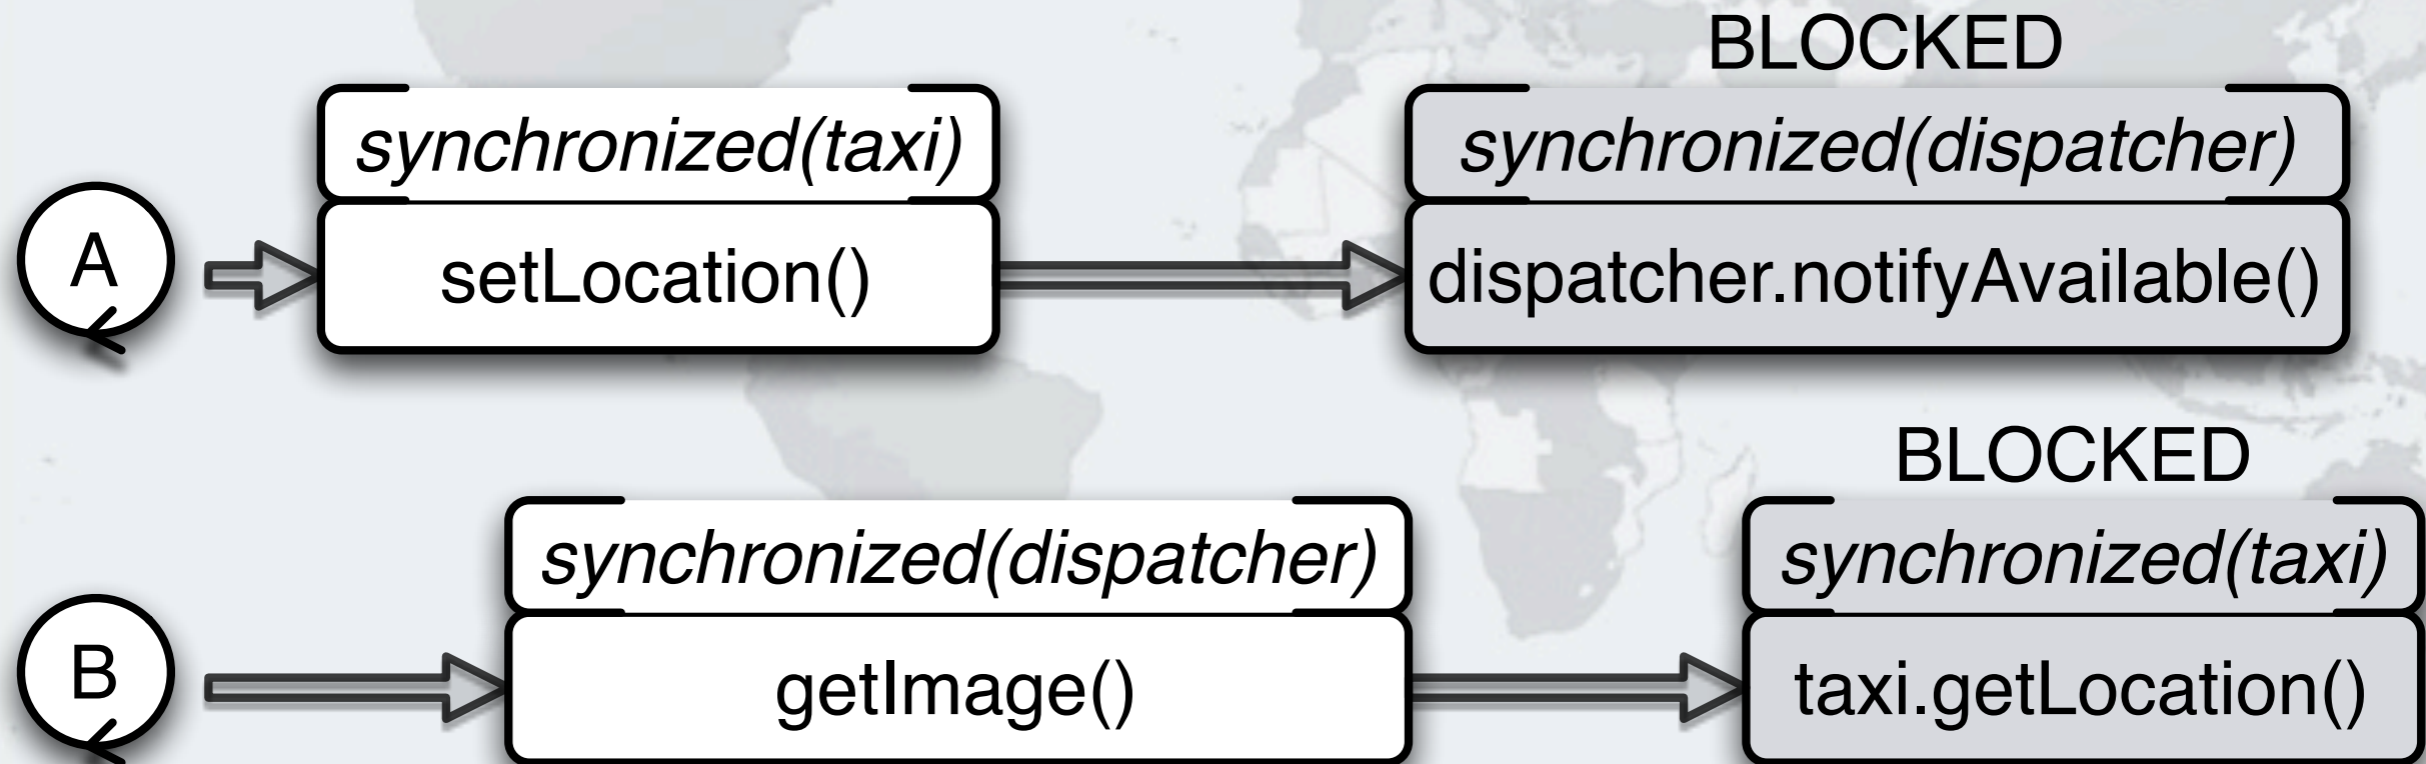 BLOCKED
synchronized(taxi)
synchronized(dispatcher)
A
setLocation()
dispatcher.notifyAvailable()
BLOCKED
synchronized(dispatcher)
synchronized(taxi)
B
getImage()
taxi.getLocation()